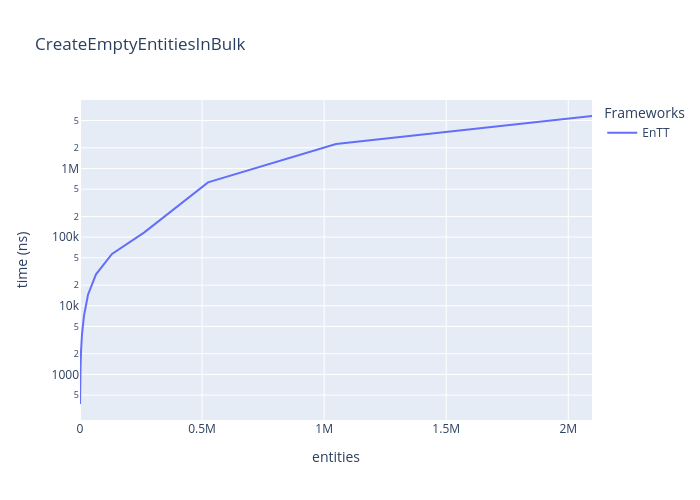 CreateEmptyEntitiesInBulk
Frameworks
EnTT
5
2
1M
5
2
100k
5
2
10k
5
2
1000
5
time (ns)
0
0.5M
1M
1.5M
2M
entities